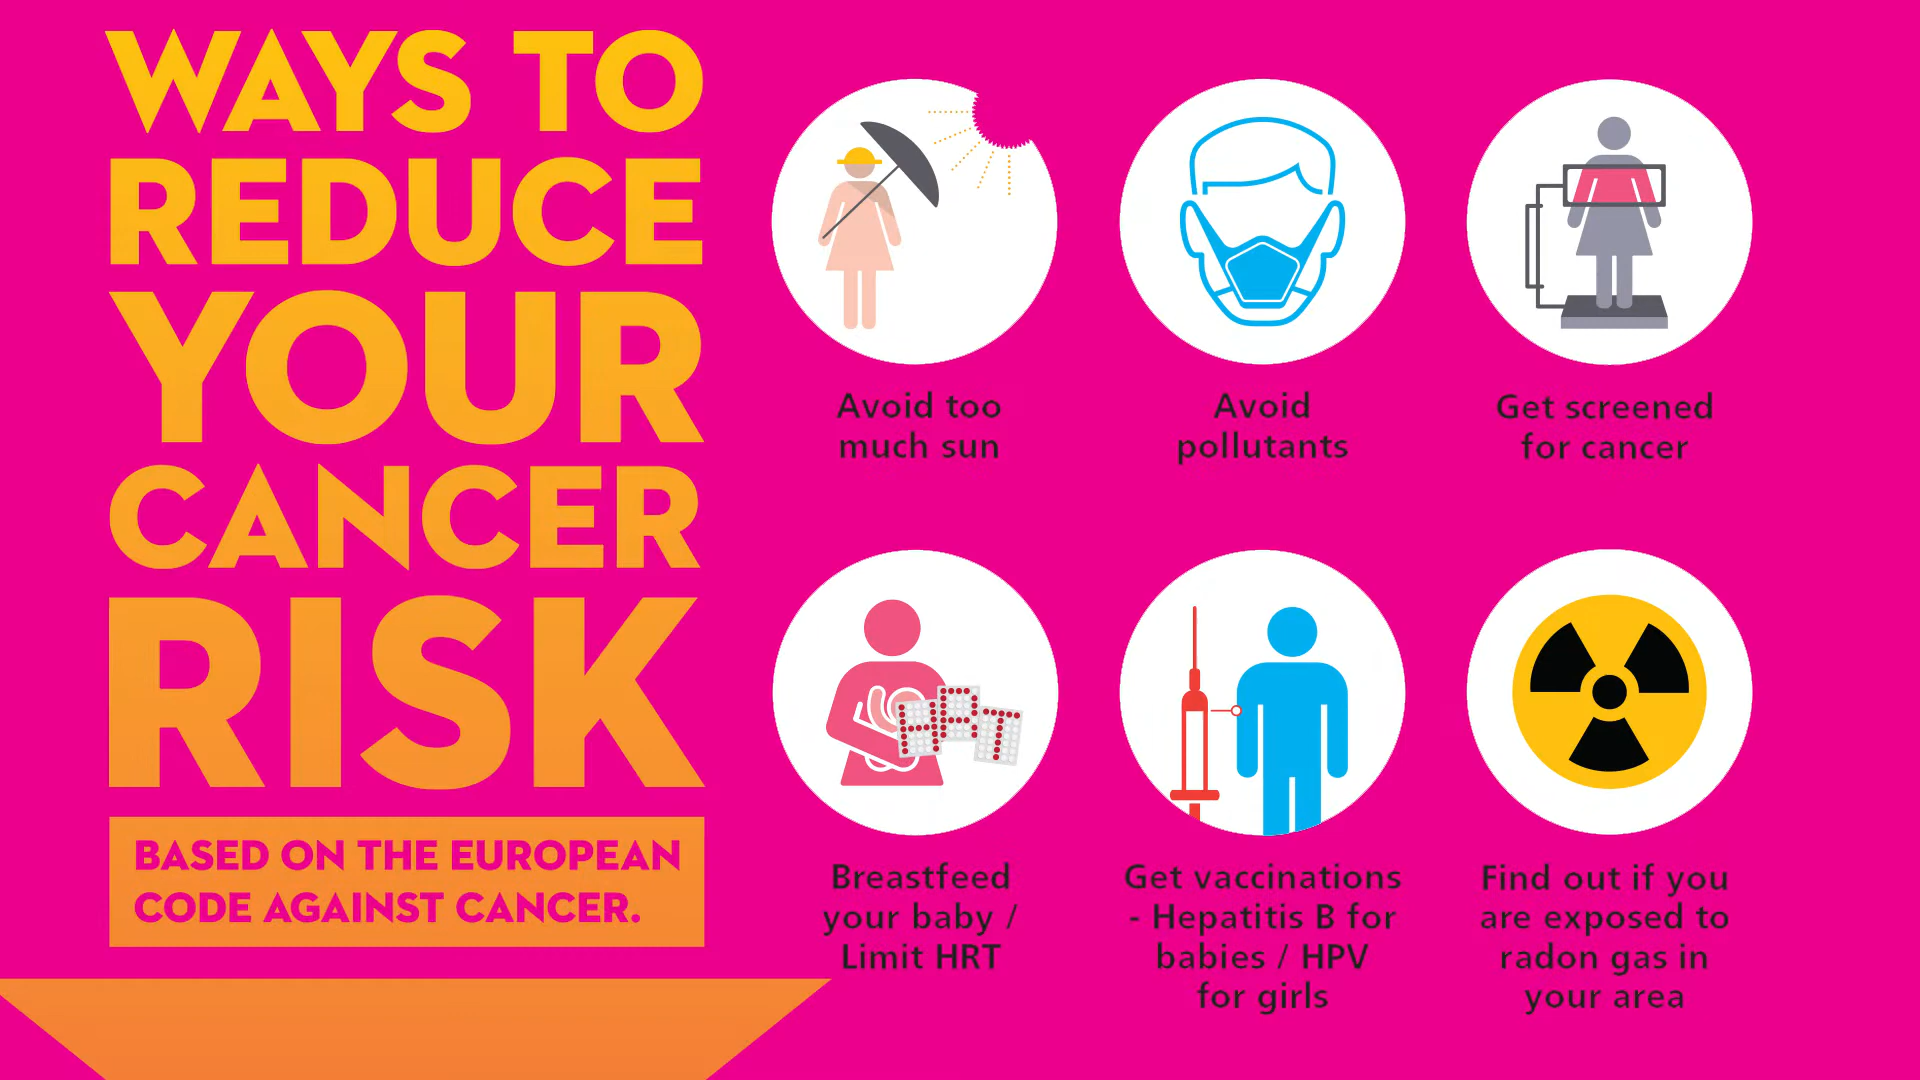 WAYS TO
REDUCE
YOUR
CANCER
RISK
BASED ON THE EUROPEAN
CODE AGAINST CANCER.
Avoid too
much sun
Avoid
pollutants
Get screened
for cancer
HRT
Breastfeed
your baby /
Limit HRT
Get vaccinations
- Hepatitis B for
babies / HPV
for girls
Find out if you
are exposed to
radon gas in
your area